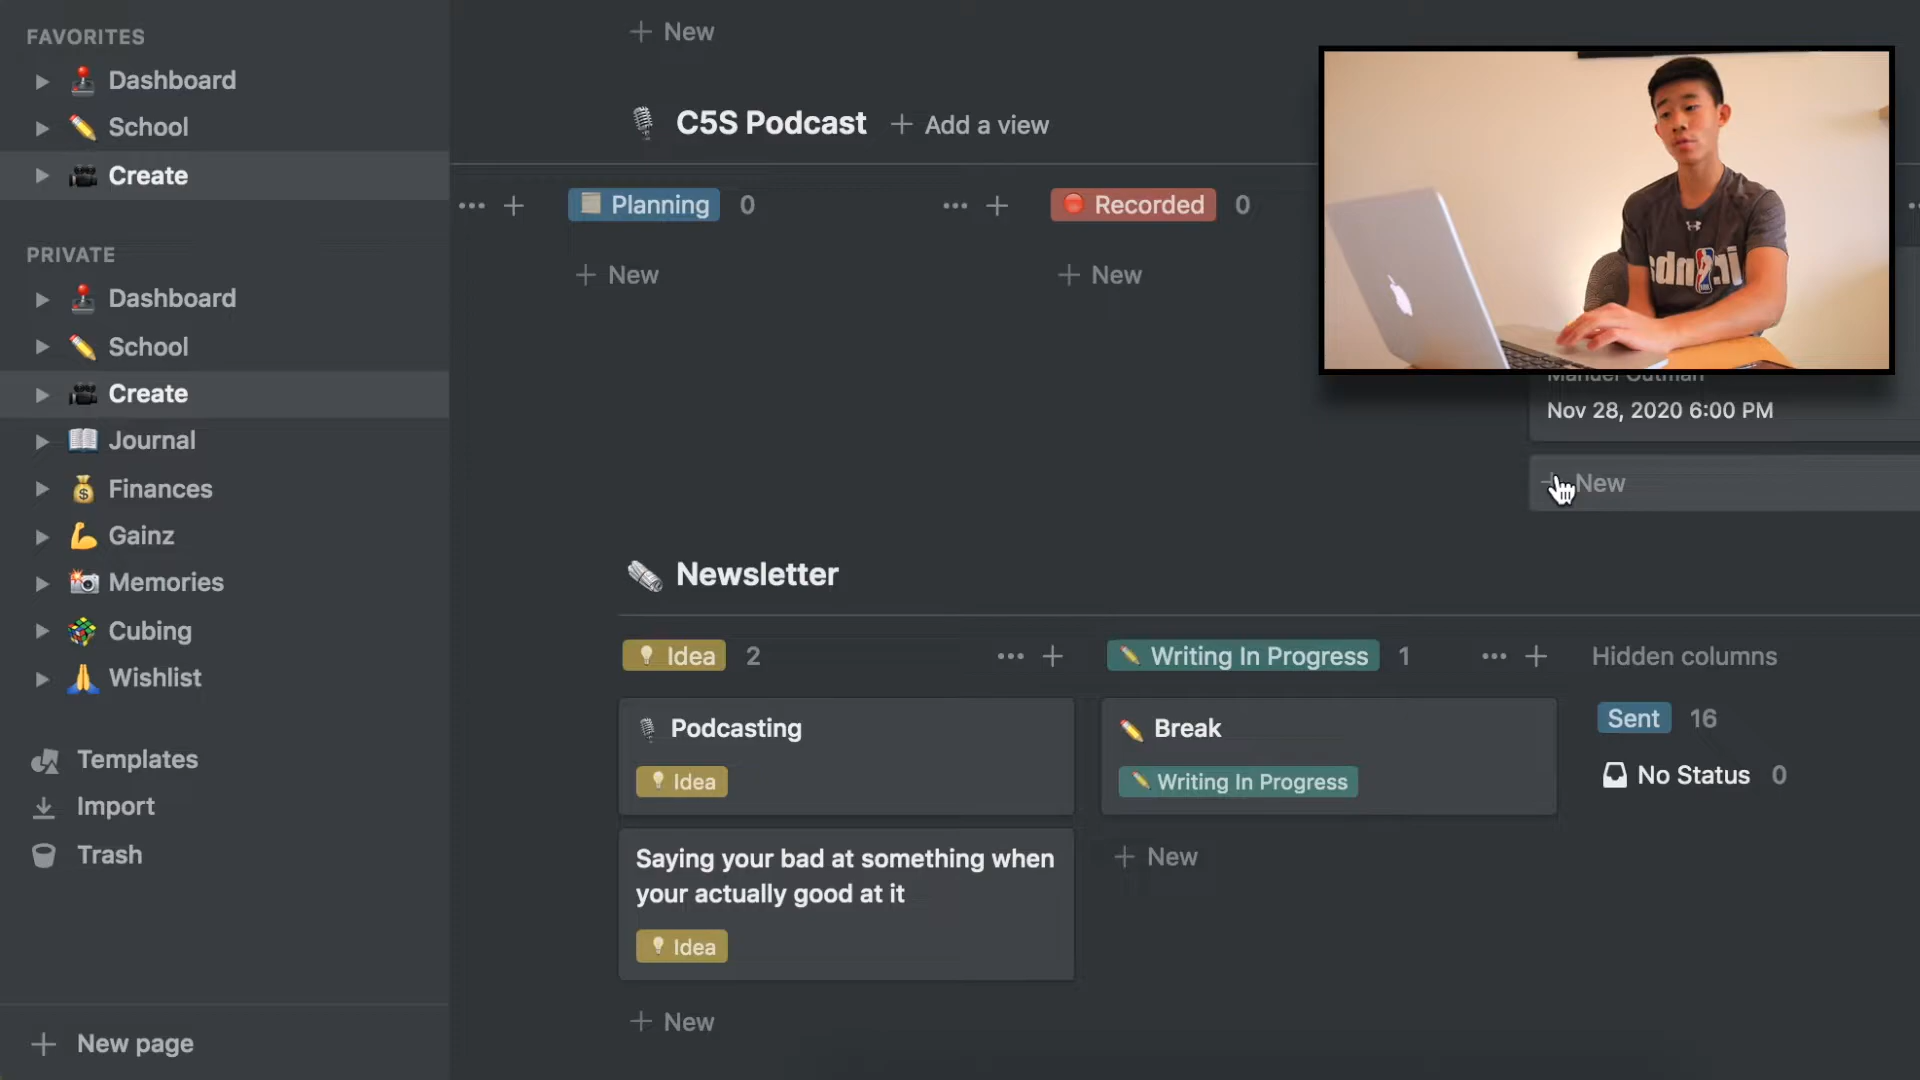 FAVORITES
Dashboard
School
Create
PRIVATE
Dashboard
School
Create
Journal
Finances
Gainz
Memories
Cubing
Wishlist
Templates
Import
Trash
New page
New
C5S Podcast + Add a view
Planning 0
Recorded 0
New
New
Nov 28, 2020 6:00 PM
New
Newsletter
Idea 2
Writing In Progress 1
Hidden columns
Podcasting
Idea
Saying your bad at something when
your actually good at it
Idea
New
Break
Writing In Progress
New
Sent 16
No Status 0